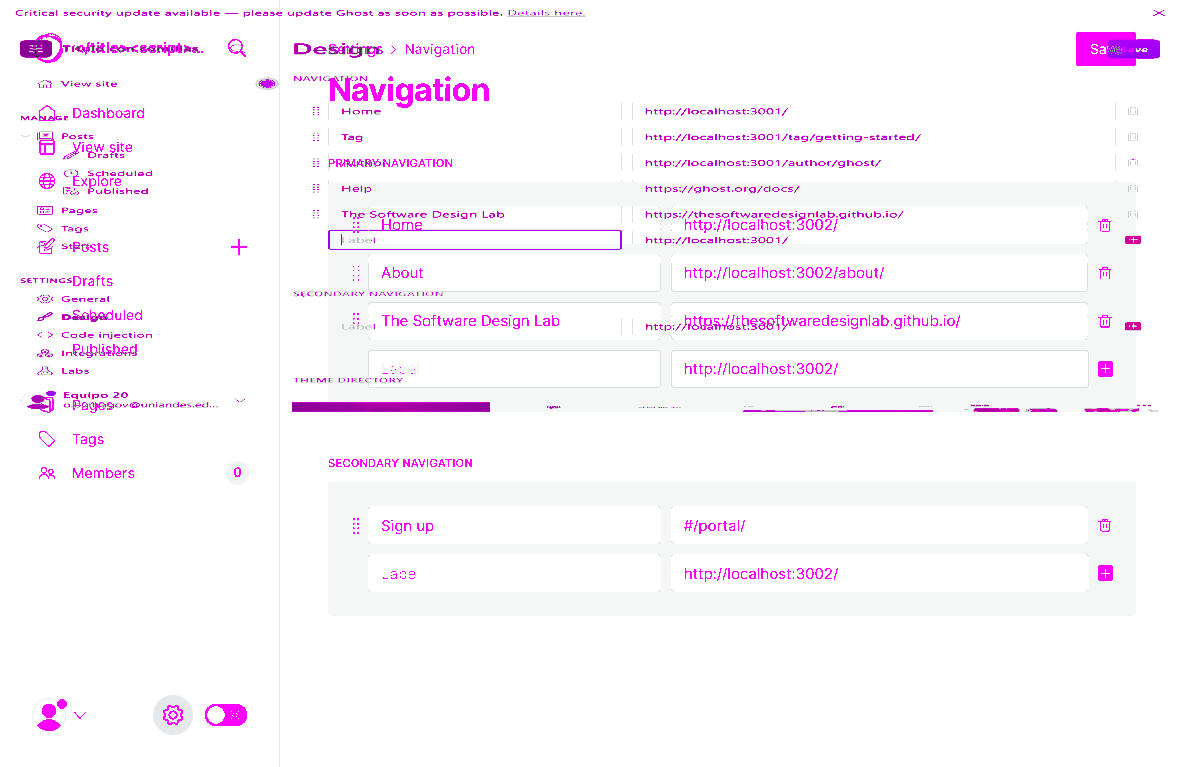 Critical security update available — please update Ghost as soon as possible. Details here.
Design
Settings > Navigation
Save
View site
NAVIGATION
Navigation
Home http://localhost:3001/
MANAGE
Dashboard
Posts
Tag http://localhost:3001/tag/getting-started/
View site
Drafts
PRIMARY NAVIGATION
http://localhost:3001/author/ghost/
Scheduled
Explore
Published
Help https://ghost.org/docs/
Pages
The Software Design Lab https://thesoftwaredesignlab.github.io/
Tags
Home http://localhost:3002/
Label http://localhost:3001/
Posts
SETTINGS
Drafts
About http://localhost:3002/about/
General
SECONDARY NAVIGATION
Design
Scheduled
The Software Design Lab https://thesoftwaredesignlab.github.io/
Label http://localhost:3001/
Code injection
Integrations
Published
Labs
Label http://localhost:3002/
THEME DIRECTORY
Equipo 20
Pages
Tags
SECONDARY NAVIGATION
Members 0
Sign up #/portal/
Label http://localhost:3002/